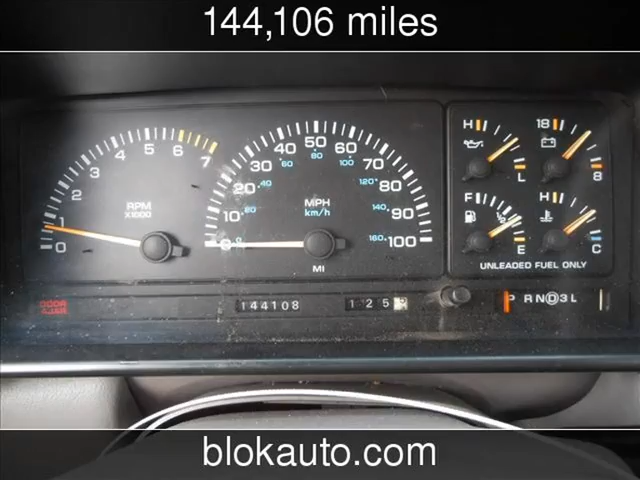 144,106 miles
H
18
L
8
RPM
X1000
0
1
2
3
4
5
6
7
MPH
km/h
0
10
20
30
40
50
60
70
80
90
100
20
40
60
80
100
120
140
160
MI
F
H
E
C
UNLEADED FUEL ONLY
DOOR
144108
125
P R N D 3 L
blokauto.com